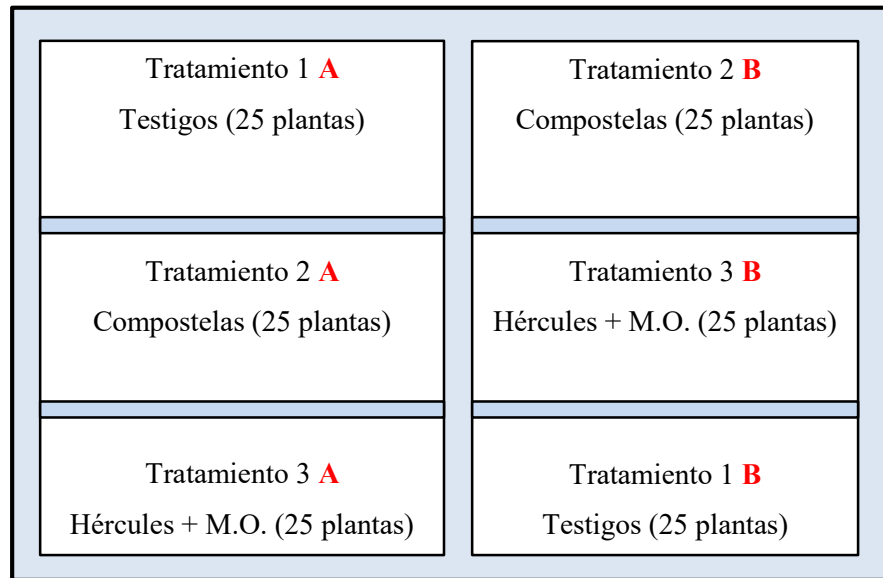 Tratamiento 1 A
Testigos (25 plantas)
Tratamiento 2 B
Compostelas (25 plantas)
Tratamiento 2 A
Compostelas (25 plantas)
Tratamiento 3 B
Hércules + M.O. (25 plantas)
Tratamiento 3 A
Hércules + M.O. (25 plantas)
Tratamiento 1 B
Testigos (25 plantas)